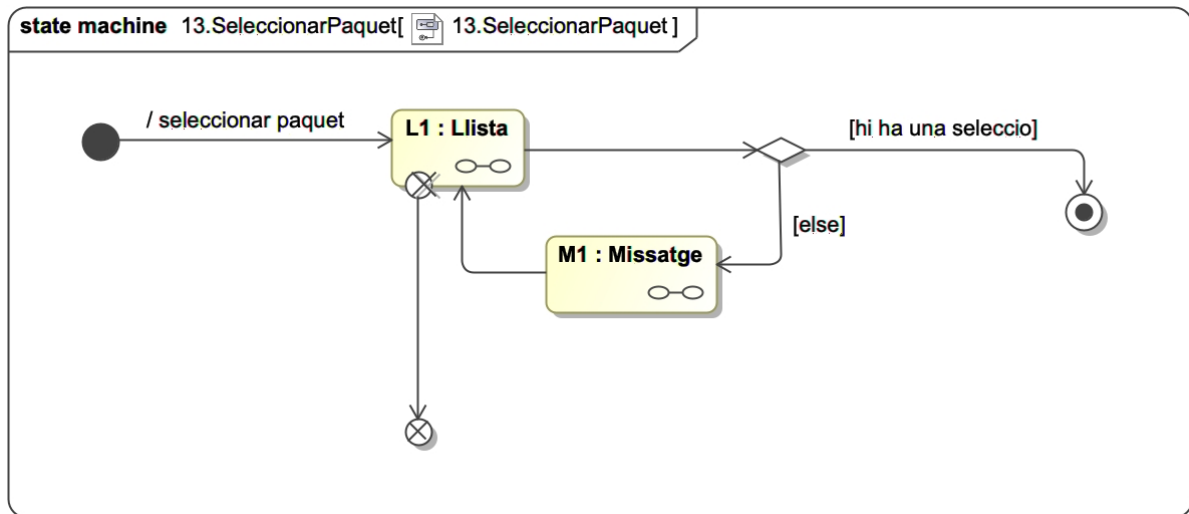 state machine 13.SeleccionarPaquet[ 13.SeleccionarPaquet ]
/ seleccionar paquet
L1 : Llista
[hi ha una seleccio]
[else]
M1 : Missatge